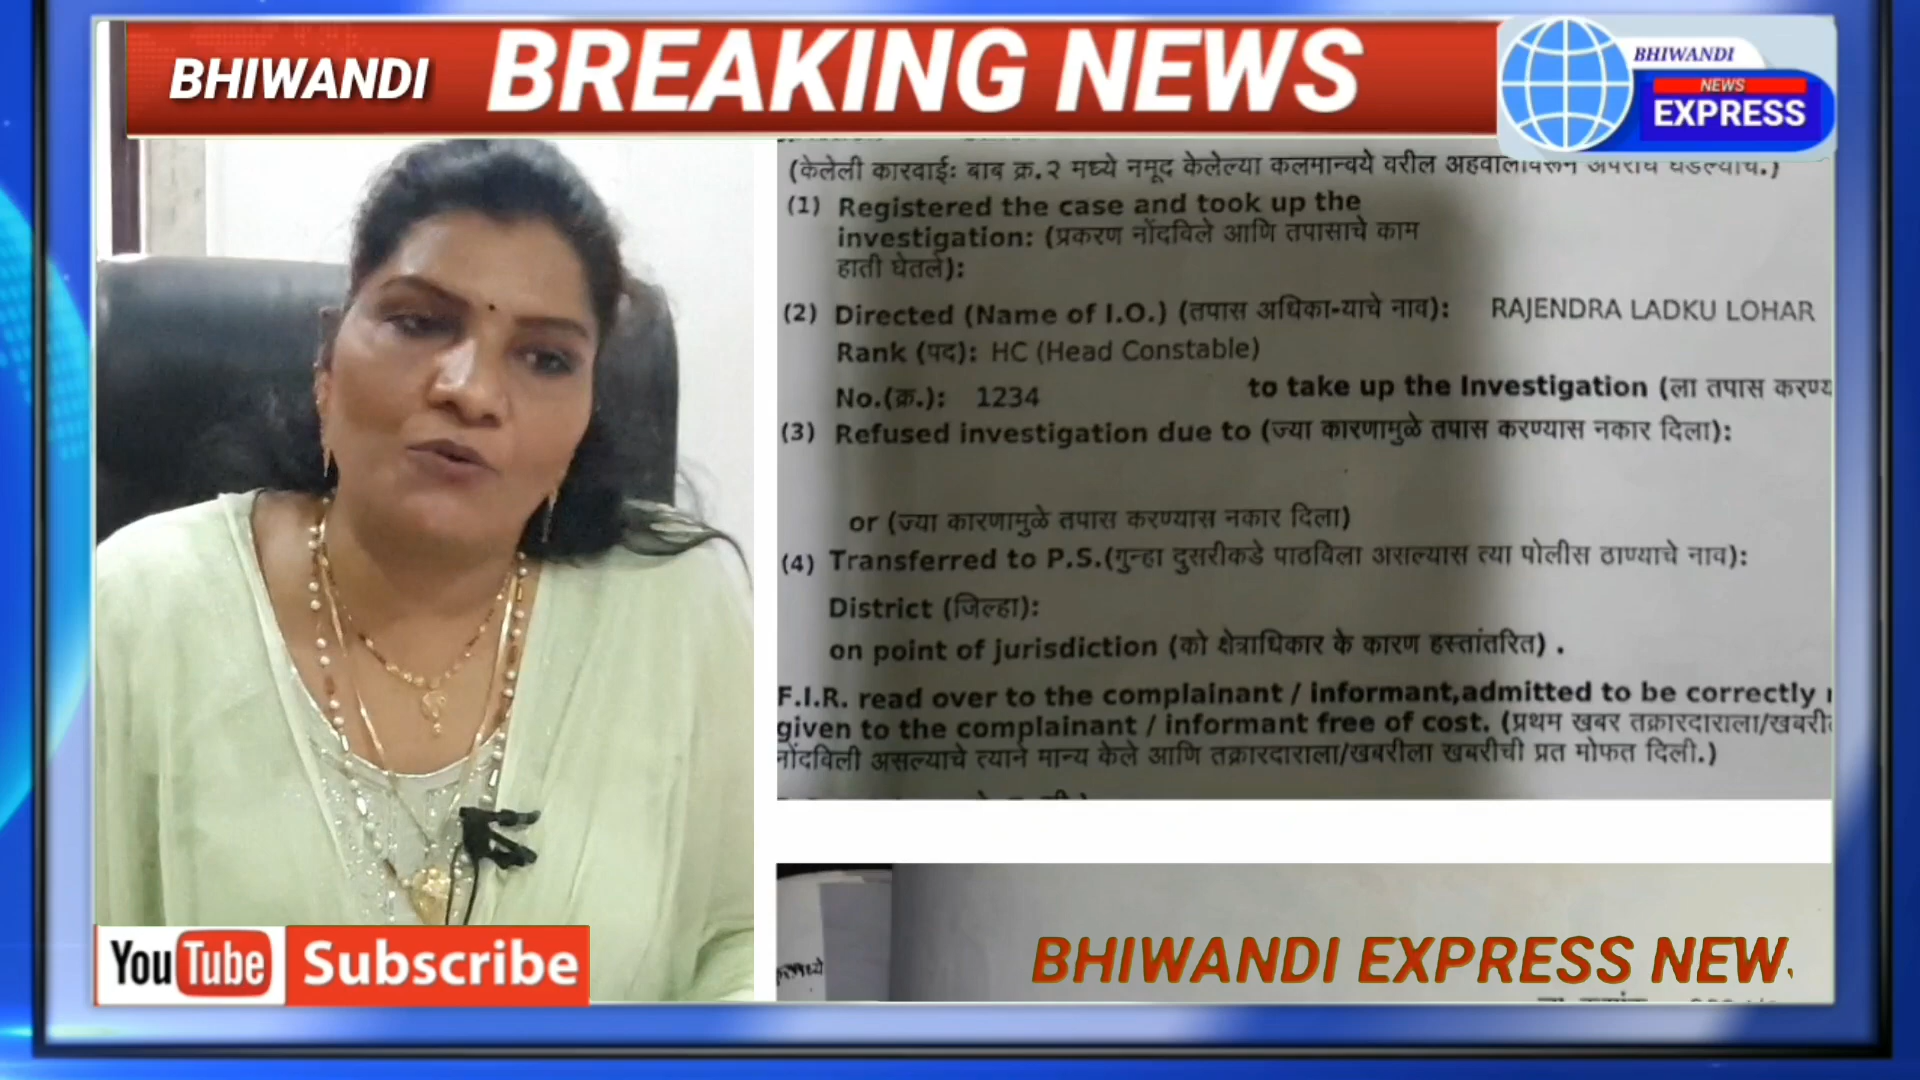 BHIWANDI BREAKING NEWS
BHIWANDI
NEWS
EXPRESS
(केलेली कारवाईः बाब क्र.२ मध्ये नमूद केलेल्या कलमान्वये वरील अहवालावरून अपराध घडल्याचे.)
(1) Registered the case and took up the
investigation: (प्रकरण नोंदविले आणि तपासाचे काम
हाती घेतले):
(2) Directed (Name of I.O.) (तपास अधिका-याचे नाव): RAJENDRA LADKU LOHAR
Rank (पद): HC (Head Constable)
No.(क्र.): 1234 to take up the Investigation (ला तपास करण्य
(3) Refused investigation due to (ज्या कारणामुळे तपास करण्यास नकार दिला):
or (ज्या कारणामुळे तपास करण्यास नकार दिला)
(4) Transferred to P.S.(गुन्हा दुसरीकडे पाठविला असल्यास त्या पोलीस ठाण्याचे नाव):
District (जिल्हा):
on point of jurisdiction (को क्षेत्राधिकार के कारण हस्तांतरित) .
F.I.R. read over to the complainant / informant,admitted to be correctly
given to the complainant / informant free of cost. (प्रथम खबर तक्रारदाराला/खबरी
नोंदविली असल्याचे त्याने मान्य केले आणि तक्रारदाराला/खबरीला खबरीची प्रत मोफत दिली.)
BHIWANDI EXPRESS NEW
YouTube Subscribe